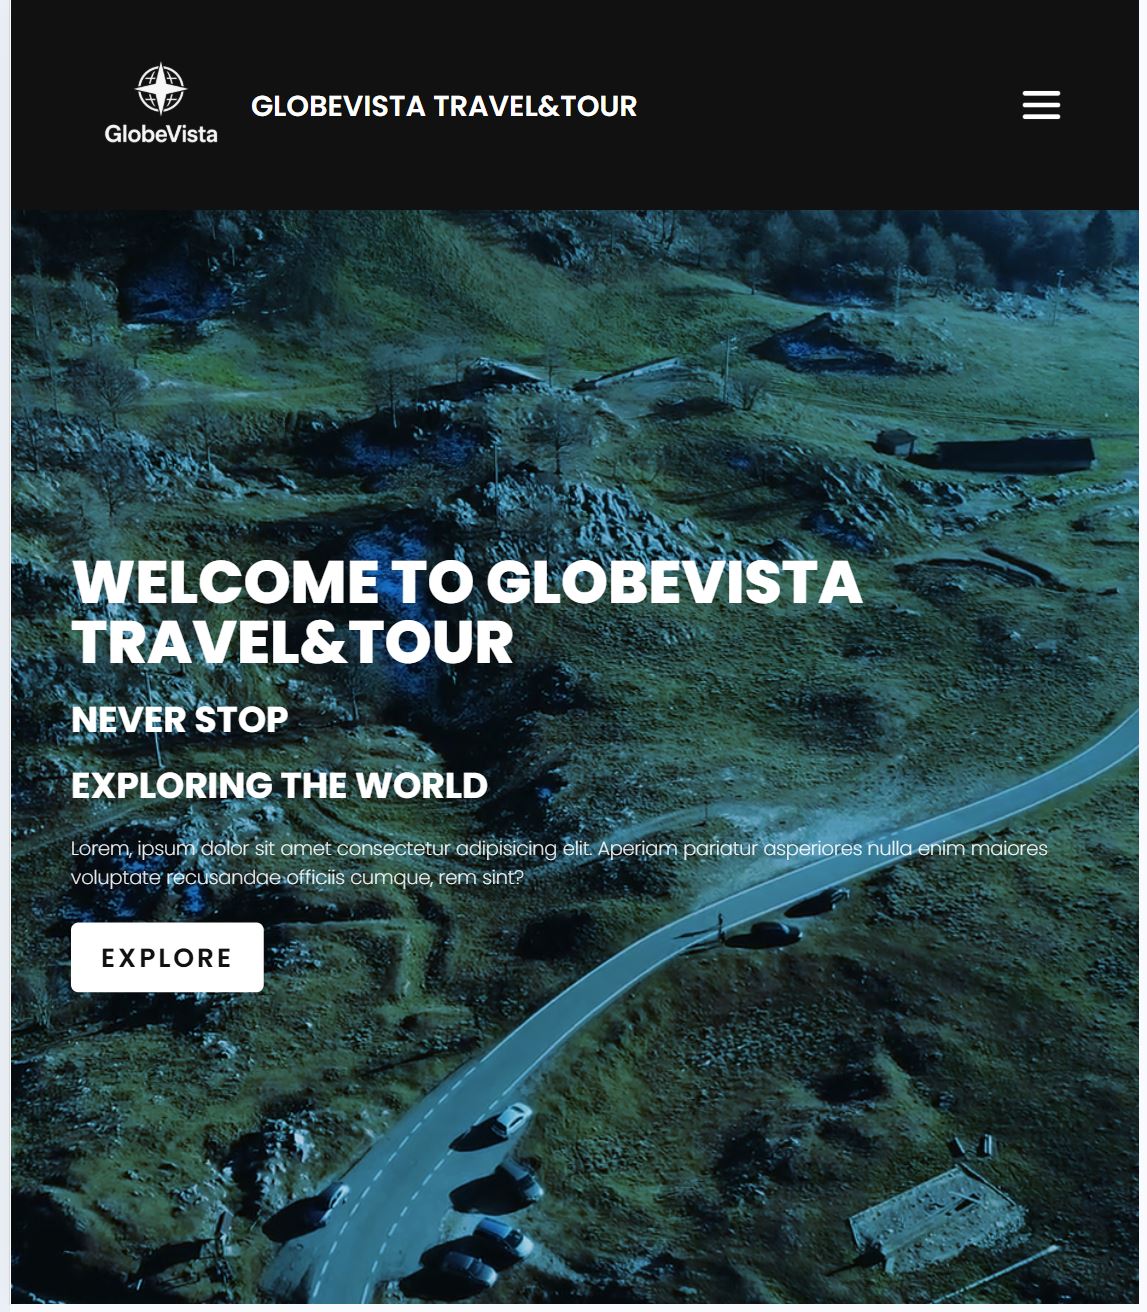 GlobeVista
GLOBEVISTA TRAVEL&TOUR
WELCOME TO GLOBEVISTA
TRAVEL&TOUR
NEVER STOP
EXPLORING THE WORLD
Lorem, ipsum dolor sit amet consectetur adipisicing elit. Aperiam pariatur asperiores nulla enim maiores
voluptate recusandae officiis cumque, rem sint?
EXPLORE